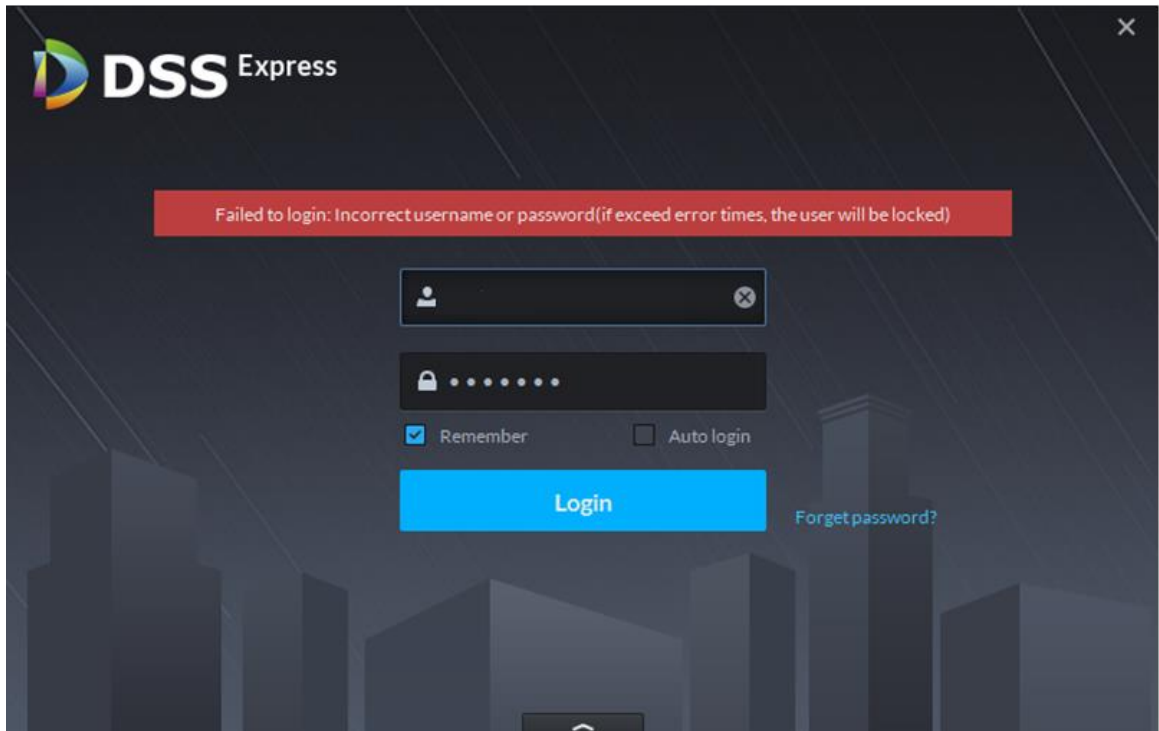 DSS Express
Failed to login: Incorrect username or password(if exceed error times, the user will be locked)
Remember
Auto login
Login
Forget password?